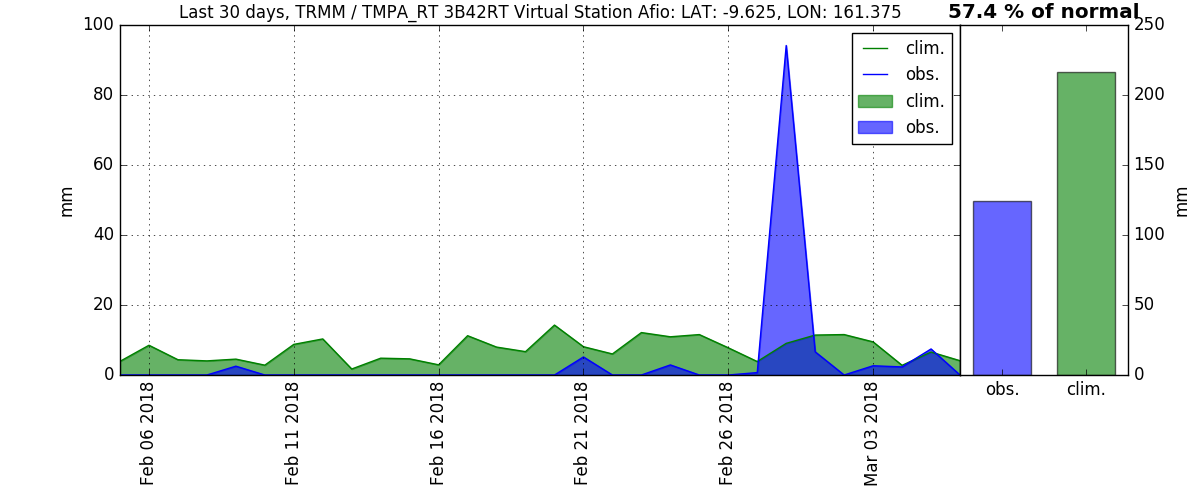 Last 30 days, TRMM / TMPA_RT 3B42RT Virtual Station Afio: LAT: -9.625, LON: 161.375
57.4 % of normal
100
80
60
40
20
0
mm
clim.
obs.
clim.
obs.
Feb 06 2018
Feb 11 2018
Feb 16 2018
Feb 21 2018
Feb 26 2018
Mar 03 2018
obs.
clim.
250
200
150
100
50
0
mm